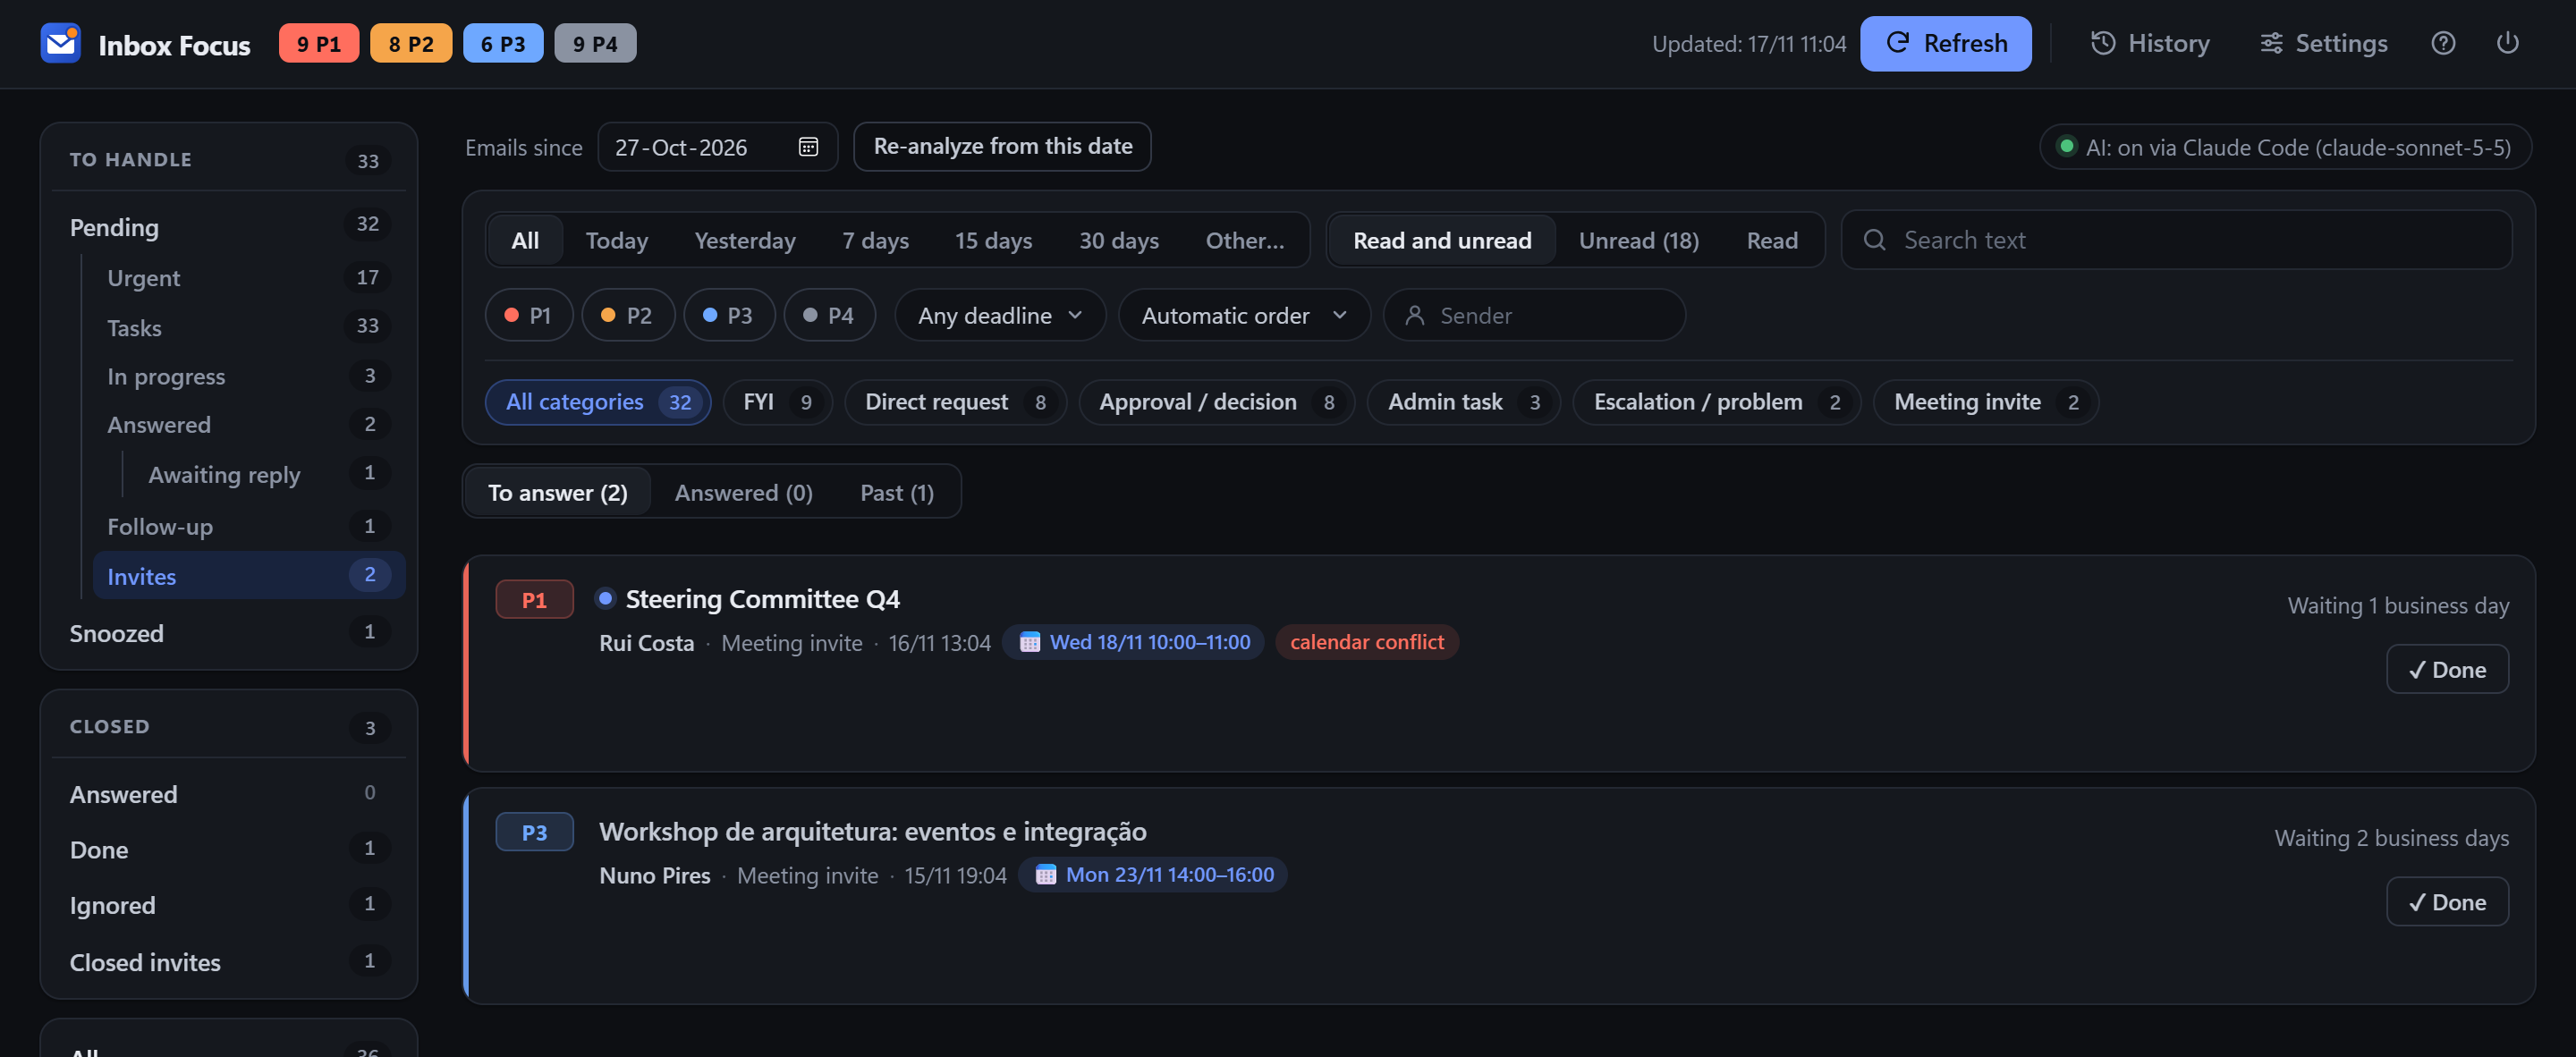 Inbox Focus 9 P1 8 P2 6 P3 9 P4 Updated: 17/11 11:04 Refresh History Settings
TO HANDLE 33
Pending 32
Urgent 17
Tasks 33
In progress 3
Answered 2
Awaiting reply 1
Follow-up 1
Invites 2
Snoozed 1
CLOSED 3
Answered 0
Done 1
Ignored 1
Closed invites 1
All 36
Emails since 27-Oct-2026 Re-analyze from this date AI: on via Claude Code (claude-sonnet-5-5)
All Today Yesterday 7 days 15 days 30 days Other... Read and unread Unread (18) Read Search text
P1 P2 P3 P4 Any deadline Automatic order Sender
All categories 32 FYI 9 Direct request 8 Approval / decision 8 Admin task 3 Escalation / problem 2 Meeting invite 2
To answer (2) Answered (0) Past (1)
P1 Steering Committee Q4 Waiting 1 business day
Rui Costa · Meeting invite · 16/11 13:04 Wed 18/11 10:00–11:00 calendar conflict
✓ Done
P3 Workshop de arquitetura: eventos e integração Waiting 2 business days
Nuno Pires · Meeting invite · 15/11 19:04 Mon 23/11 14:00–16:00
✓ Done